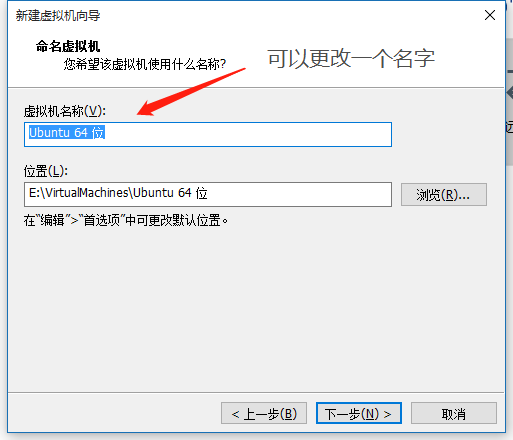 新建虚拟机向导
命名虚拟机
您希望该虚拟机使用什么名称?
可以更改一个名字
虚拟机名称(V):
Ubuntu 64 位
位置(L):
E:\VirtualMachines\Ubuntu 64 位
浏览(R)...
在“编辑”>“首选项”中可更改默认位置。
< 上一步(B)
下一步(N) >
取消